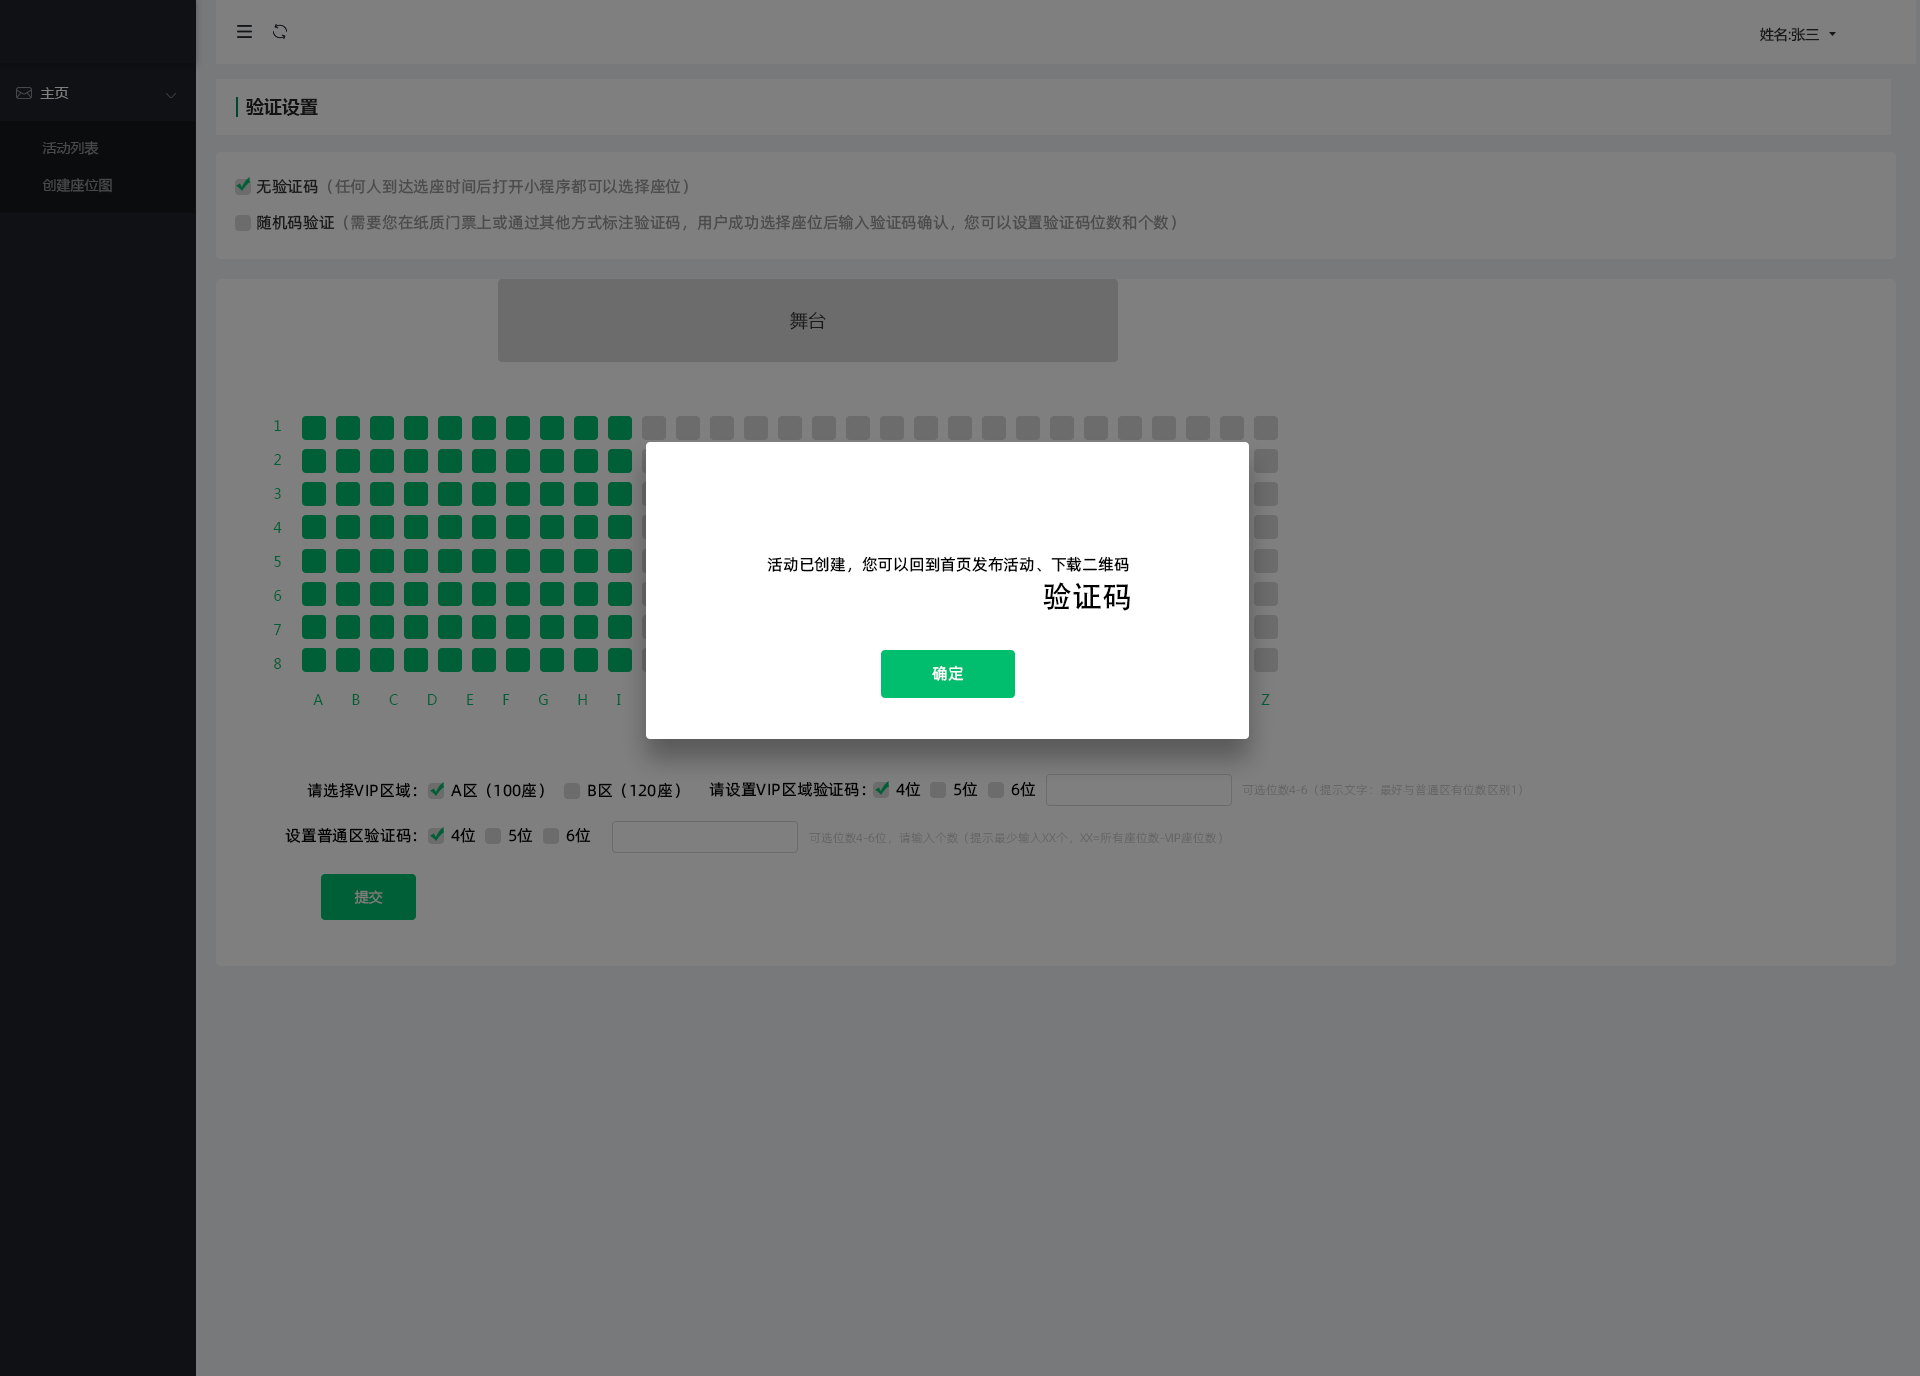 姓名:张三
主页
活动列表
创建座位图
验证设置
无验证码（任何人到达选座时间后打开小程序都可以选择座位）
随机码验证（需要您在纸质门票上或通过其他方式标注验证码，用户成功选择座位后输入验证码确认，您可以设置验证码位数和个数）
舞台
1
2
3
4
5
6
7
8
A B C D E F G H I Z
活动已创建，您可以回到首页发布活动、下载二维码
验证码
确定
请选择VIP区域： A区（100座） B区（120座） 请设置VIP区域验证码： 4位 5位 6位 可选位数4-6（提示文字：最好与普通区有位数区别1）
设置普通区验证码： 4位 5位 6位 可选位数4-6位，请输入个数（提示最少输入XX个，XX=所有座位数-VIP座位数）
提交